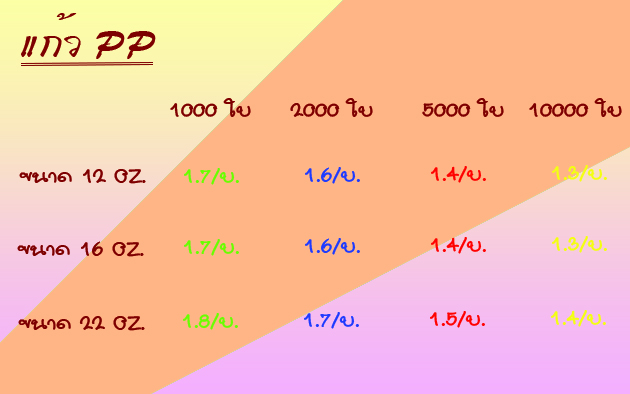 แก้ว PP
1000 ใบ 2000 ใบ 5000 ใบ 10000 ใบ
ขนาด 12 OZ. 1.7/บ. 1.6/บ. 1.4/บ. 1.3/บ.
ขนาด 16 OZ. 1.7/บ. 1.6/บ. 1.4/บ. 1.3/บ.
ขนาด 22 OZ. 1.8/บ. 1.7/บ. 1.5/บ. 1.4/บ.